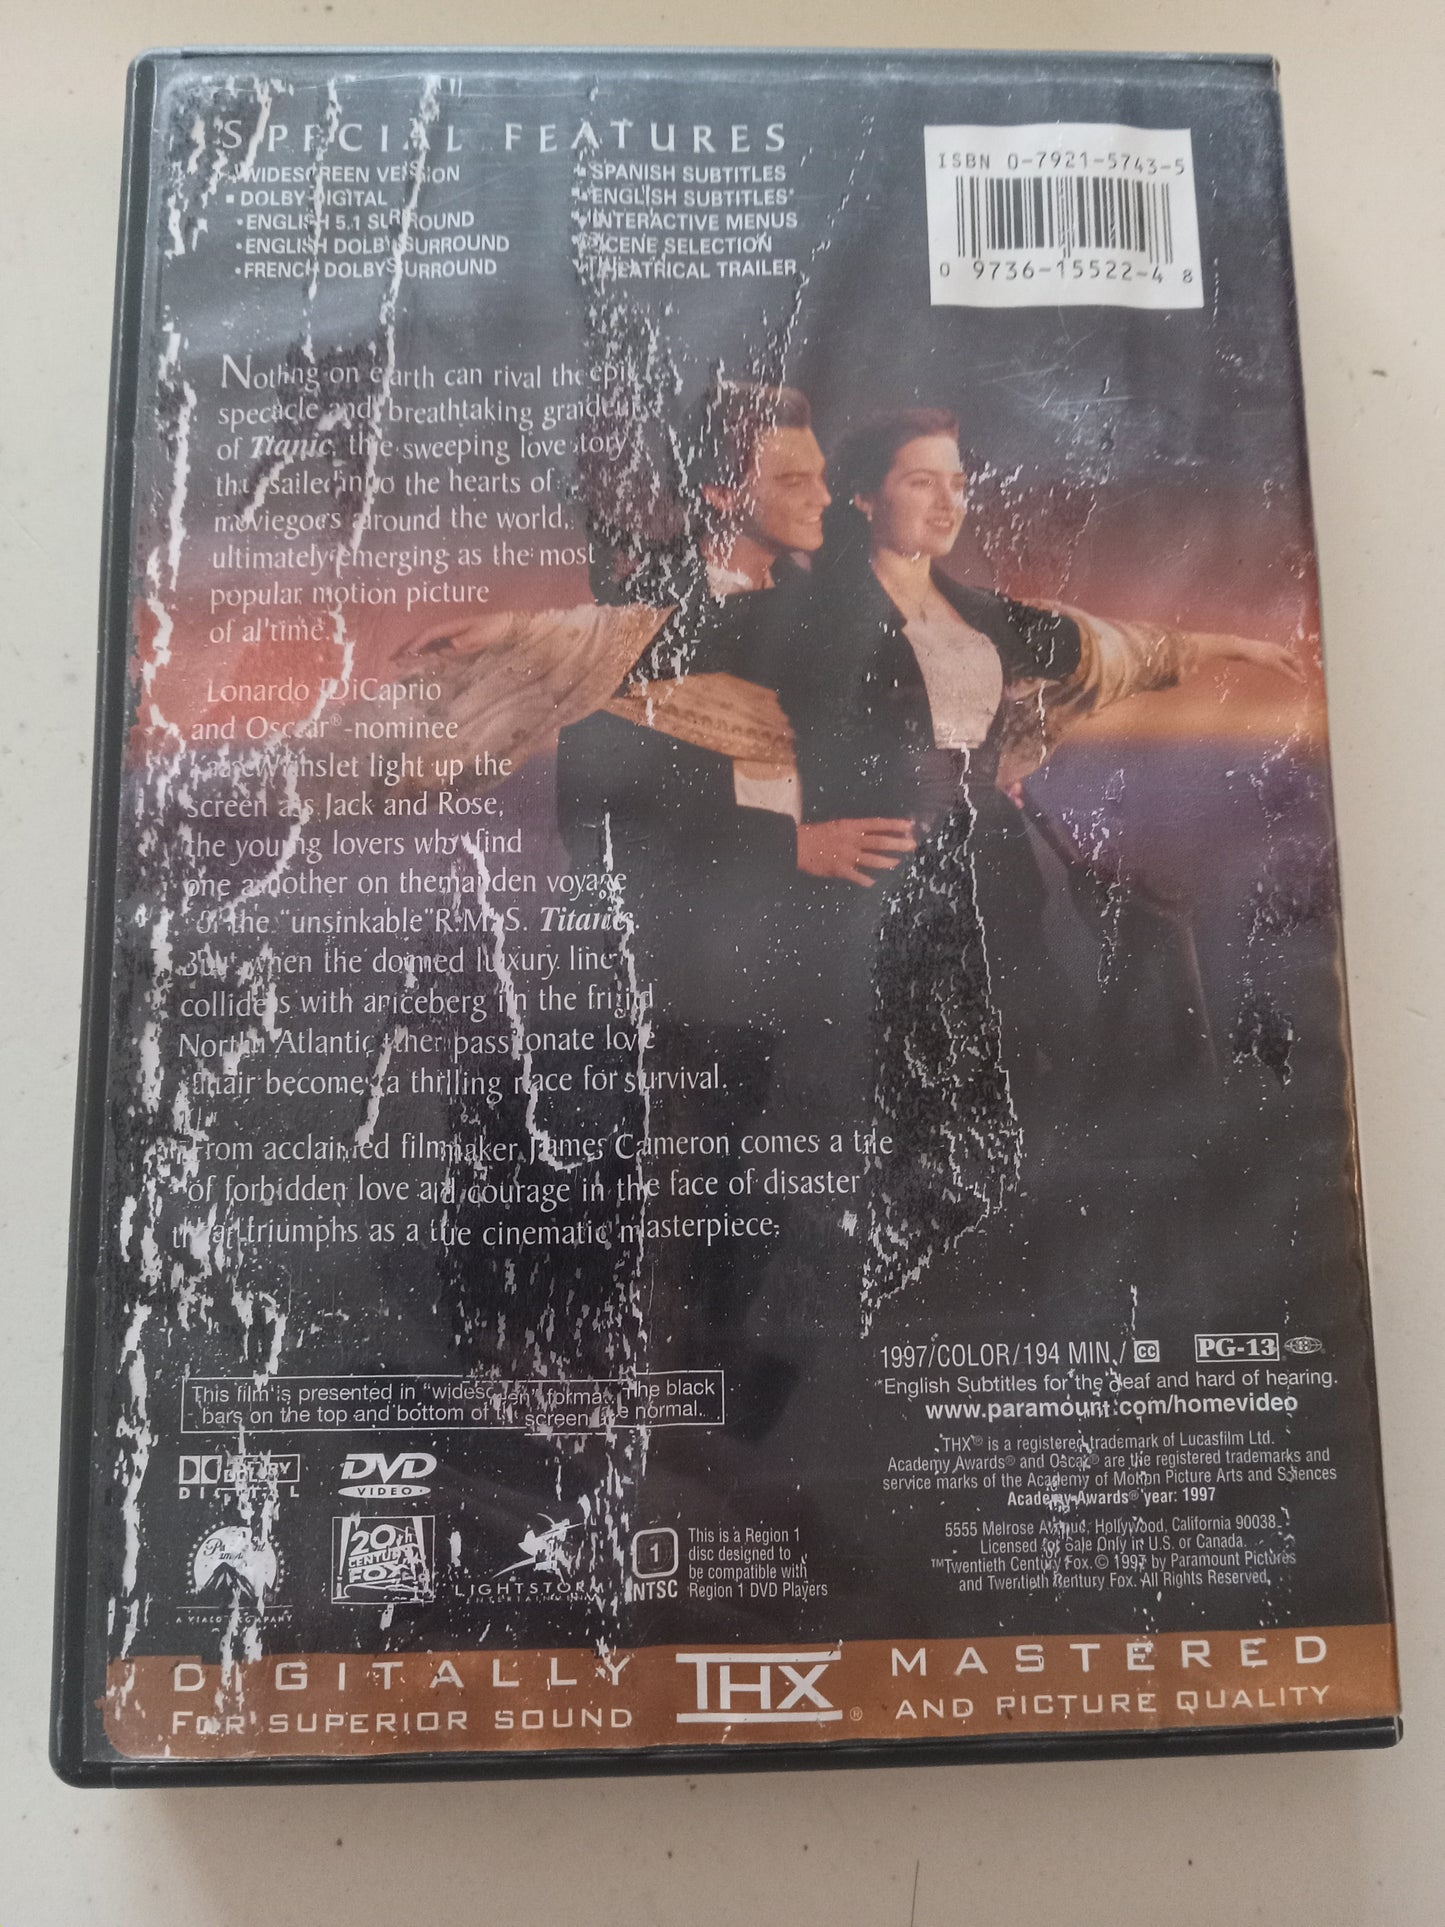 SPECIAL FEATURES
▪ WIDESCREEN VERSION
▪ DOLBY DIGITAL
•ENGLISH 5.1 SURROUND
•ENGLISH DOLBY SURROUND
•FRENCH DOLBY SURROUND
▪ SPANISH SUBTITLES
▪ ENGLISH SUBTITLES*
▪ INTERACTIVE MENUS
▪ SCENE SELECTION
▪ THEATRICAL TRAILER
ISBN 0-7921-5743-5
0 9736-15522-4 8
Nothing on earth can rival the epic
spectacle and breathtaking grandeur
of Titanic, the sweeping love story
that sailed into the hearts of
moviegoers around the world,
ultimately emerging as the most
popular motion picture
of all time.
Leonardo DiCaprio
and Oscar®-nominee
Kate Winslet light up the
screen as Jack and Rose,
the young lovers who find
one another on the maiden voyage
of the "unsinkable" R.M.S. Titanic.
But when the doomed luxury liner
collides with an iceberg in the frigid
North Atlantic, their passionate love
affair becomes a thrilling race for survival.
From acclaimed filmmaker James Cameron comes a tale
of forbidden love and courage in the face of disaster
that triumphs as a true cinematic masterpiece.
1997/COLOR/194 MIN./ CC PG-13
*English Subtitles for the deaf and hard of hearing.
www.paramount.com/homevideo
This film is presented in "widescreen" format. The black
bars on the top and bottom of the screen are normal.
THX® is a registered trademark of Lucasfilm Ltd.
Academy Awards® and Oscar® are the registered trademarks and
service marks of the Academy of Motion Picture Arts and Sciences
Academy Awards® year: 1997
DOLBY
DIGITAL
DVD
VIDEO
5555 Melrose Avenue, Hollywood, California 90038.
Licensed for Sale Only in U.S. or Canada.
™Twentieth Century Fox. © 1997 by Paramount Pictures
and Twentieth Century Fox. All Rights Reserved.
Paramount
A VIACOM COMPANY
20th
CENTURY
FOX
LIGHTSTORM
ENTERTAINMENT
1
NTSC
This is a Region 1
disc designed to
be compatible with
Region 1 DVD Players
DIGITALLY THX® MASTERED
FOR SUPERIOR SOUND AND PICTURE QUALITY